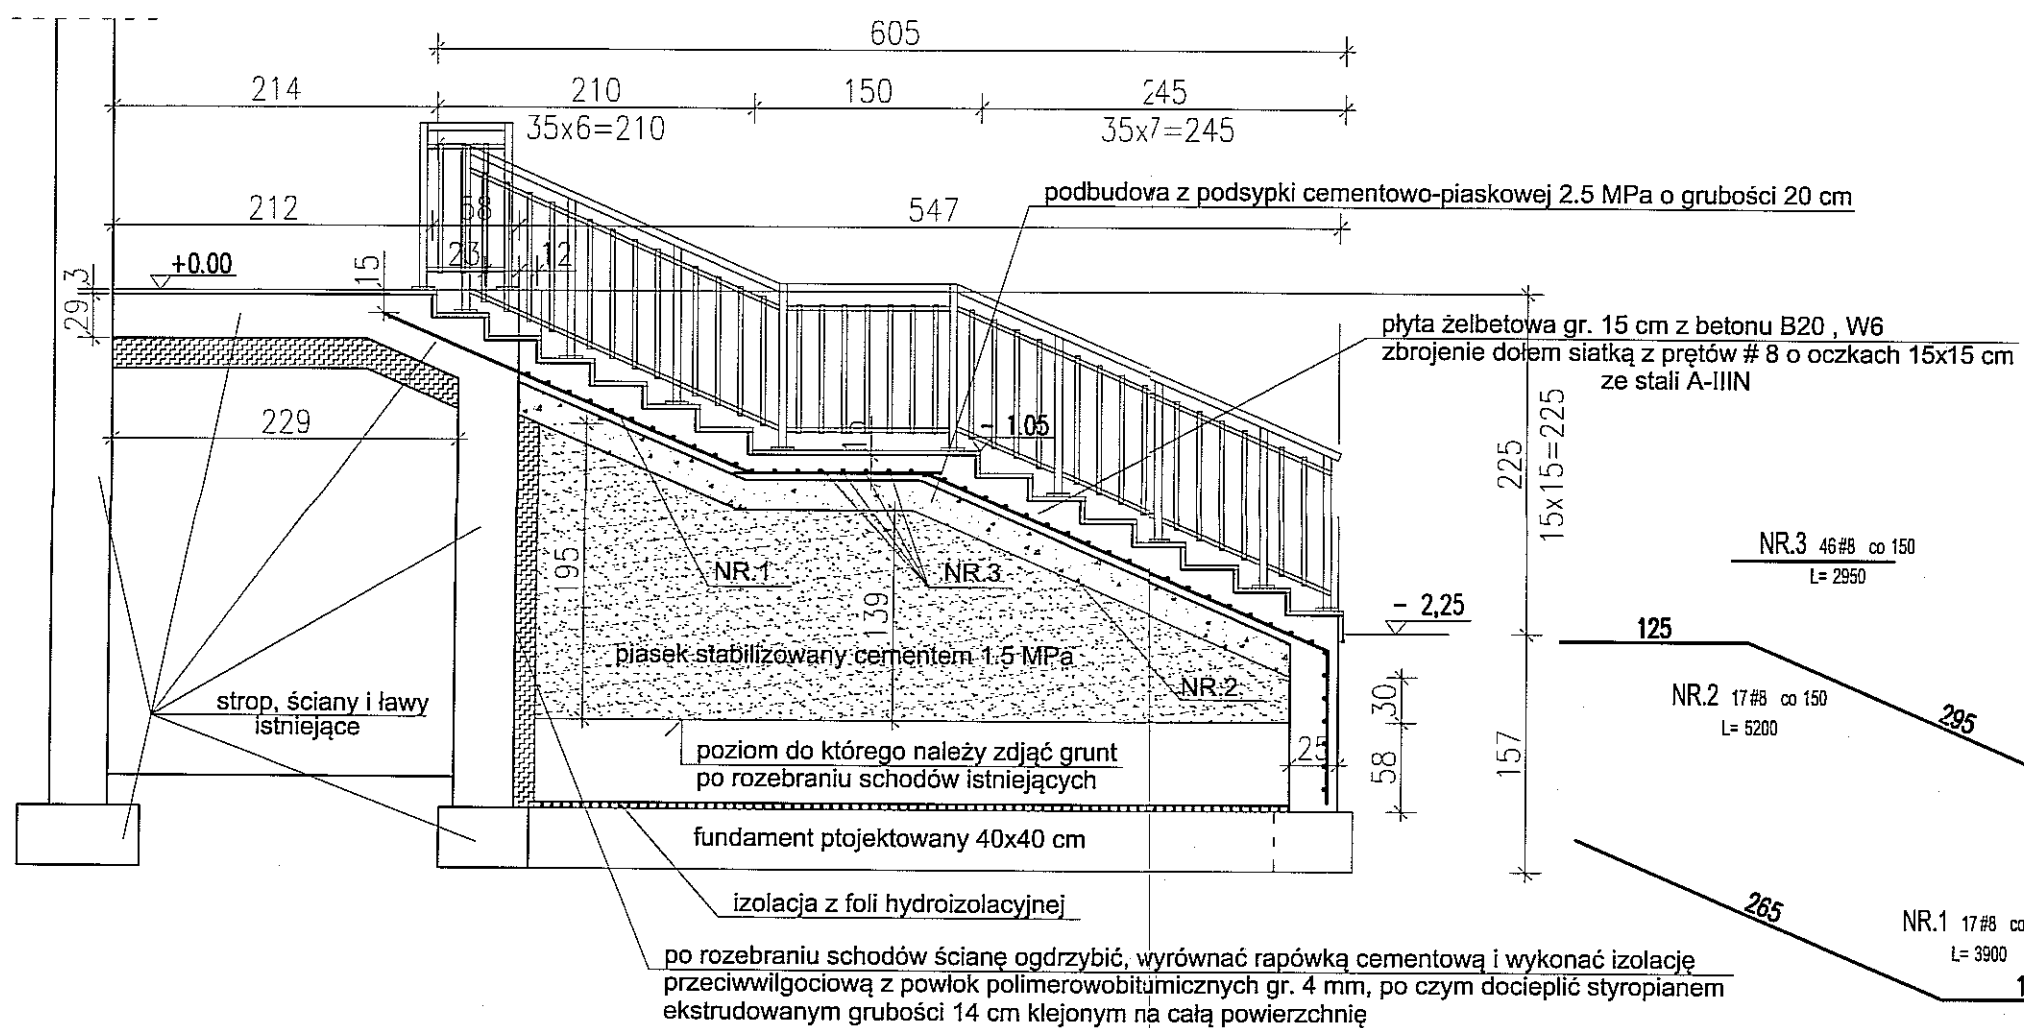 605
214
210
150
245
35x6=210
35x7=245
podbudowa z podsypki cementowo-piaskowej 2.5 MPa o grubości 20 cm
212
58
547
23
12
+0.00
15
3
29
płyta żelbetowa gr. 15 cm z betonu B20 , W6
zbrojenie dołem siatką z prętów # 8 o oczkach 15x15 cm
ze stali A-IIIN
229
- 1.05
225
15x15=225
195
NR.1
NR.3
139
NR.3 46#8 co 150
L= 2950
- 2,25
125
piasek stabilizowany cementem 1.5 MPa
NR.2
30
NR.2 17#8 co 150
L= 5200
295
strop, ściany i ławy
istniejące
poziom do którego należy zdjąć grunt
po rozebraniu schodów istniejących
25
58
157
fundament ptojektowany 40x40 cm
izolacja z foli hydroizolacyjnej
265
NR.1 17#8 co
L= 3900
po rozebraniu schodów ścianę ogdrzybić, wyrównać rapówką cementową i wykonać izolację
przeciwwilgociową z powłok polimerowobitumicznych gr. 4 mm, po czym docieplić styropianem
ekstrudowanym grubości 14 cm klejonym na całą powierzchnię